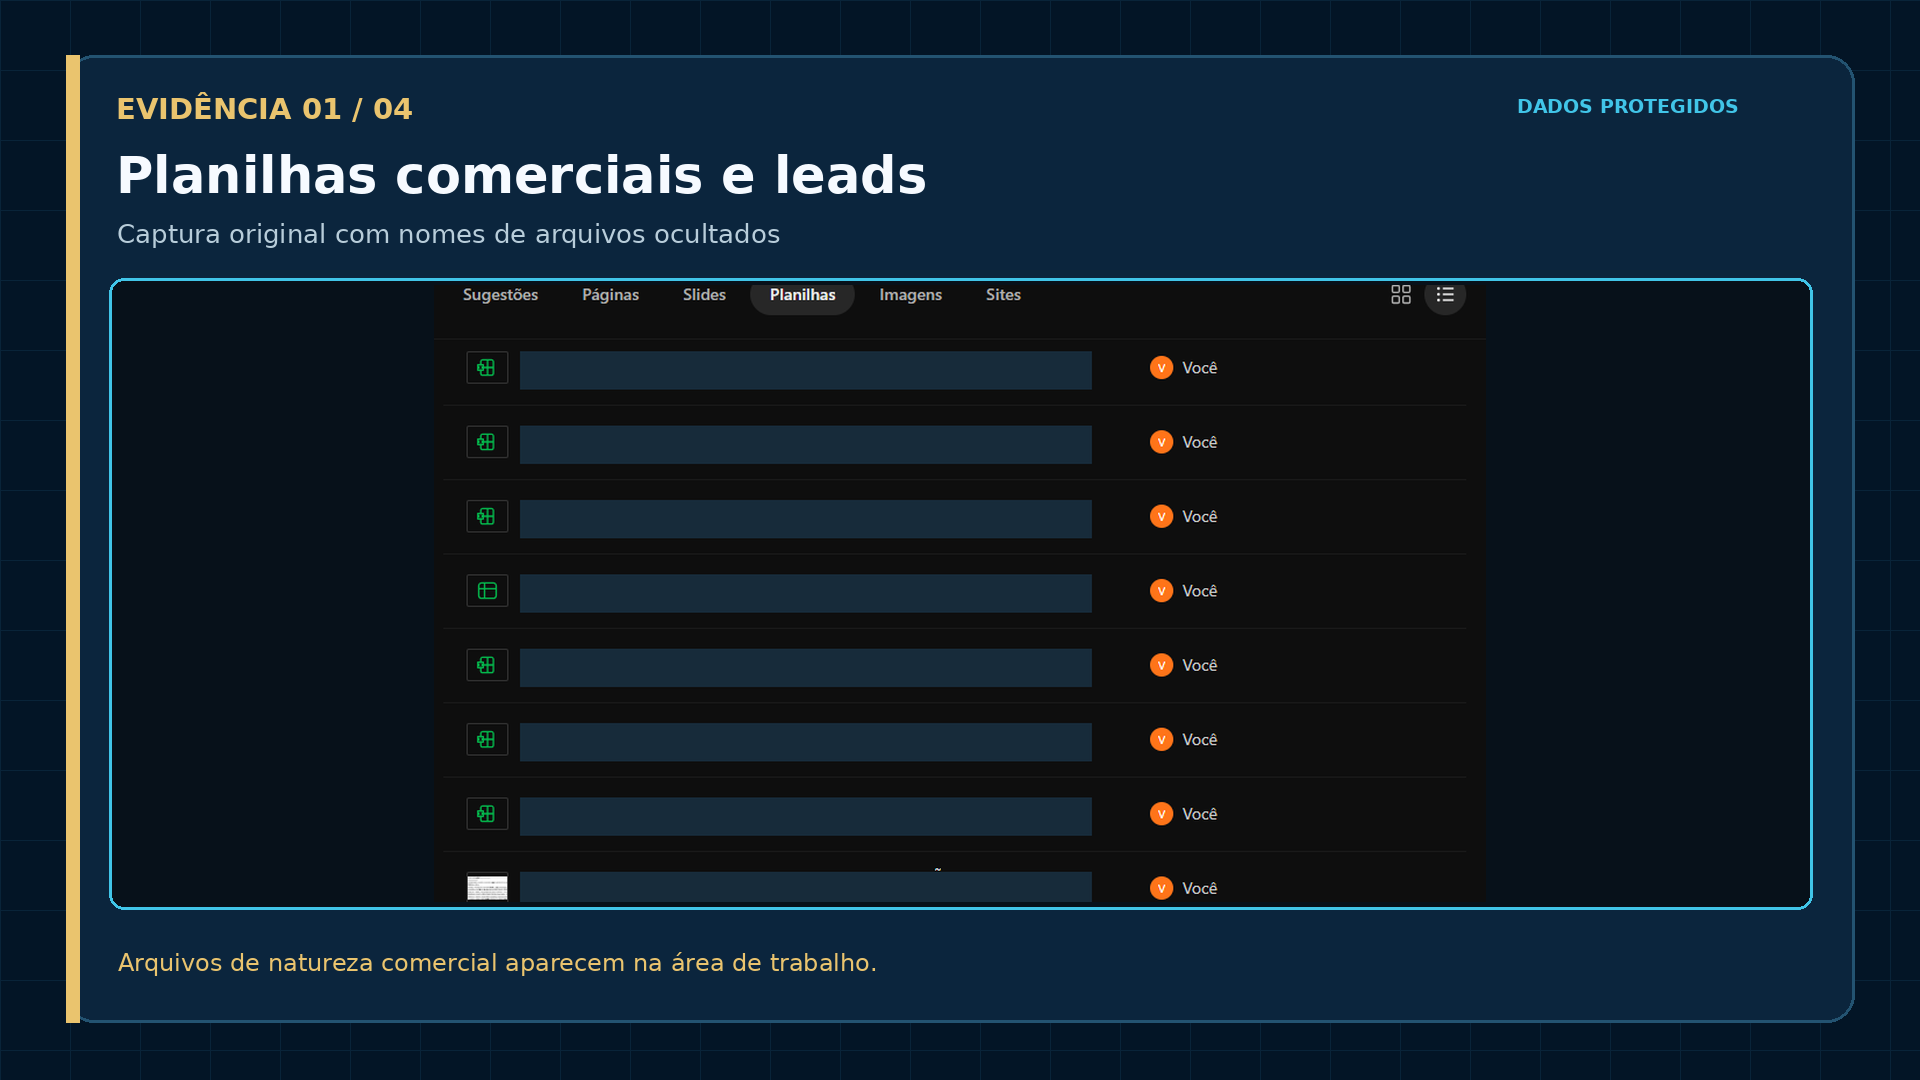 EVIDÊNCIA 01 / 04
DADOS PROTEGIDOS
Planilhas comerciais e leads
Captura original com nomes de arquivos ocultados
Sugestões Páginas Slides Planilhas Imagens Sites
V Você
V Você
V Você
V Você
V Você
V Você
V Você
V Você
Arquivos de natureza comercial aparecem na área de trabalho.